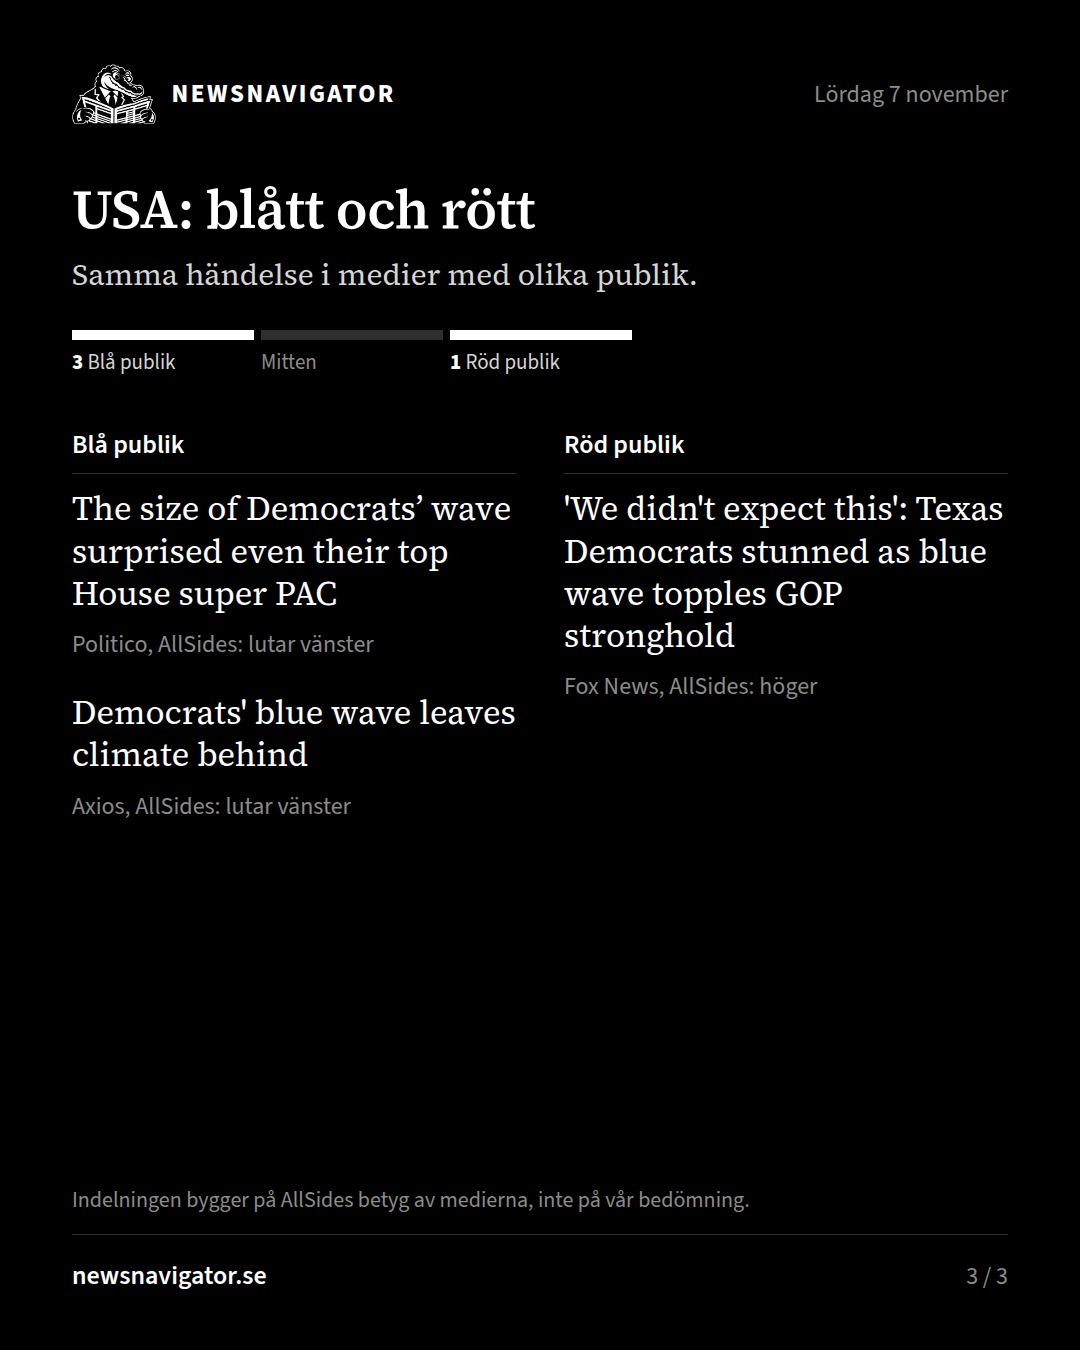 NEWSNAVIGATOR
Lördag 7 november
USA: blått och rött
Samma händelse i medier med olika publik.
3 Blå publik
Mitten
1 Röd publik
Blå publik
The size of Democrats’ wave
surprised even their top
House super PAC
Politico, AllSides: lutar vänster
Democrats' blue wave leaves
climate behind
Axios, AllSides: lutar vänster
Röd publik
'We didn't expect this': Texas
Democrats stunned as blue
wave topples GOP
stronghold
Fox News, AllSides: höger
Indelningen bygger på AllSides betyg av medierna, inte på vår bedömning.
newsnavigator.se
3 / 3